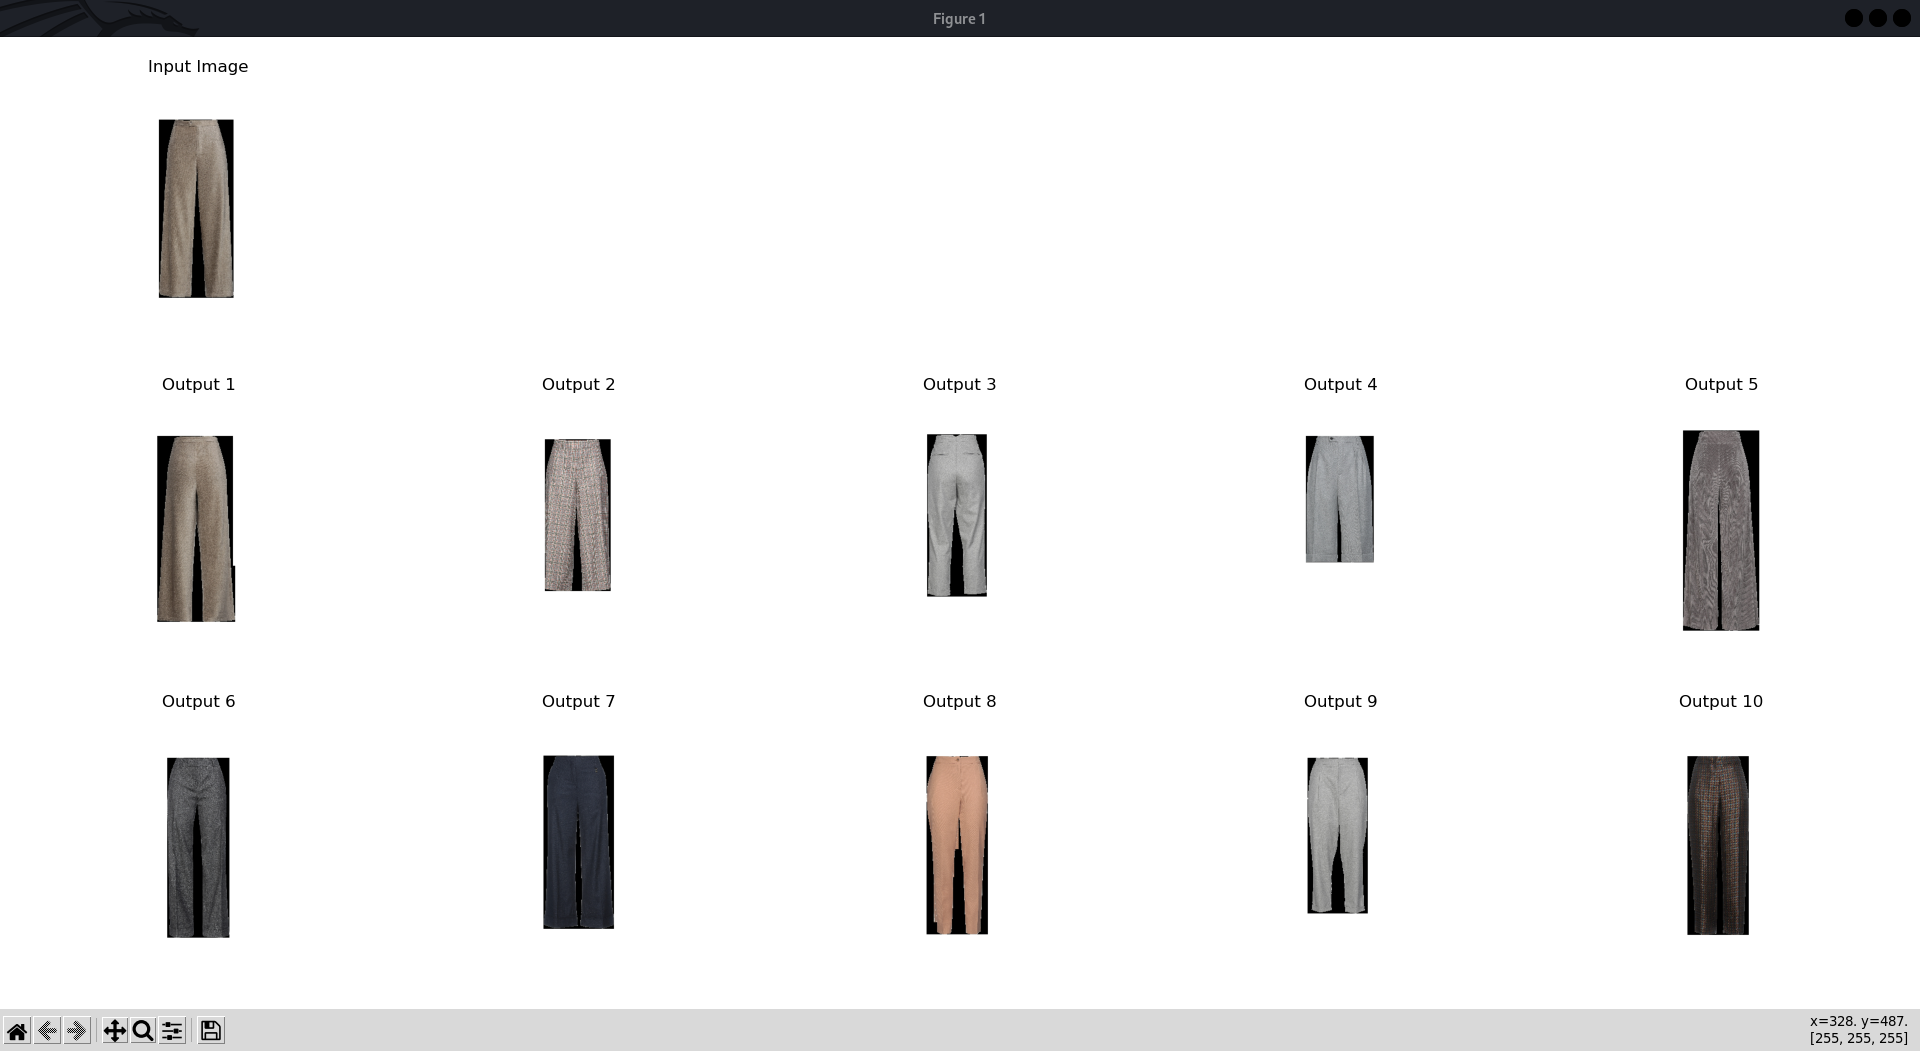 Figure 1
Input Image
Output 1
Output 2
Output 3
Output 4
Output 5
Output 6
Output 7
Output 8
Output 9
Output 10
x=328. y=487.
[255, 255, 255]